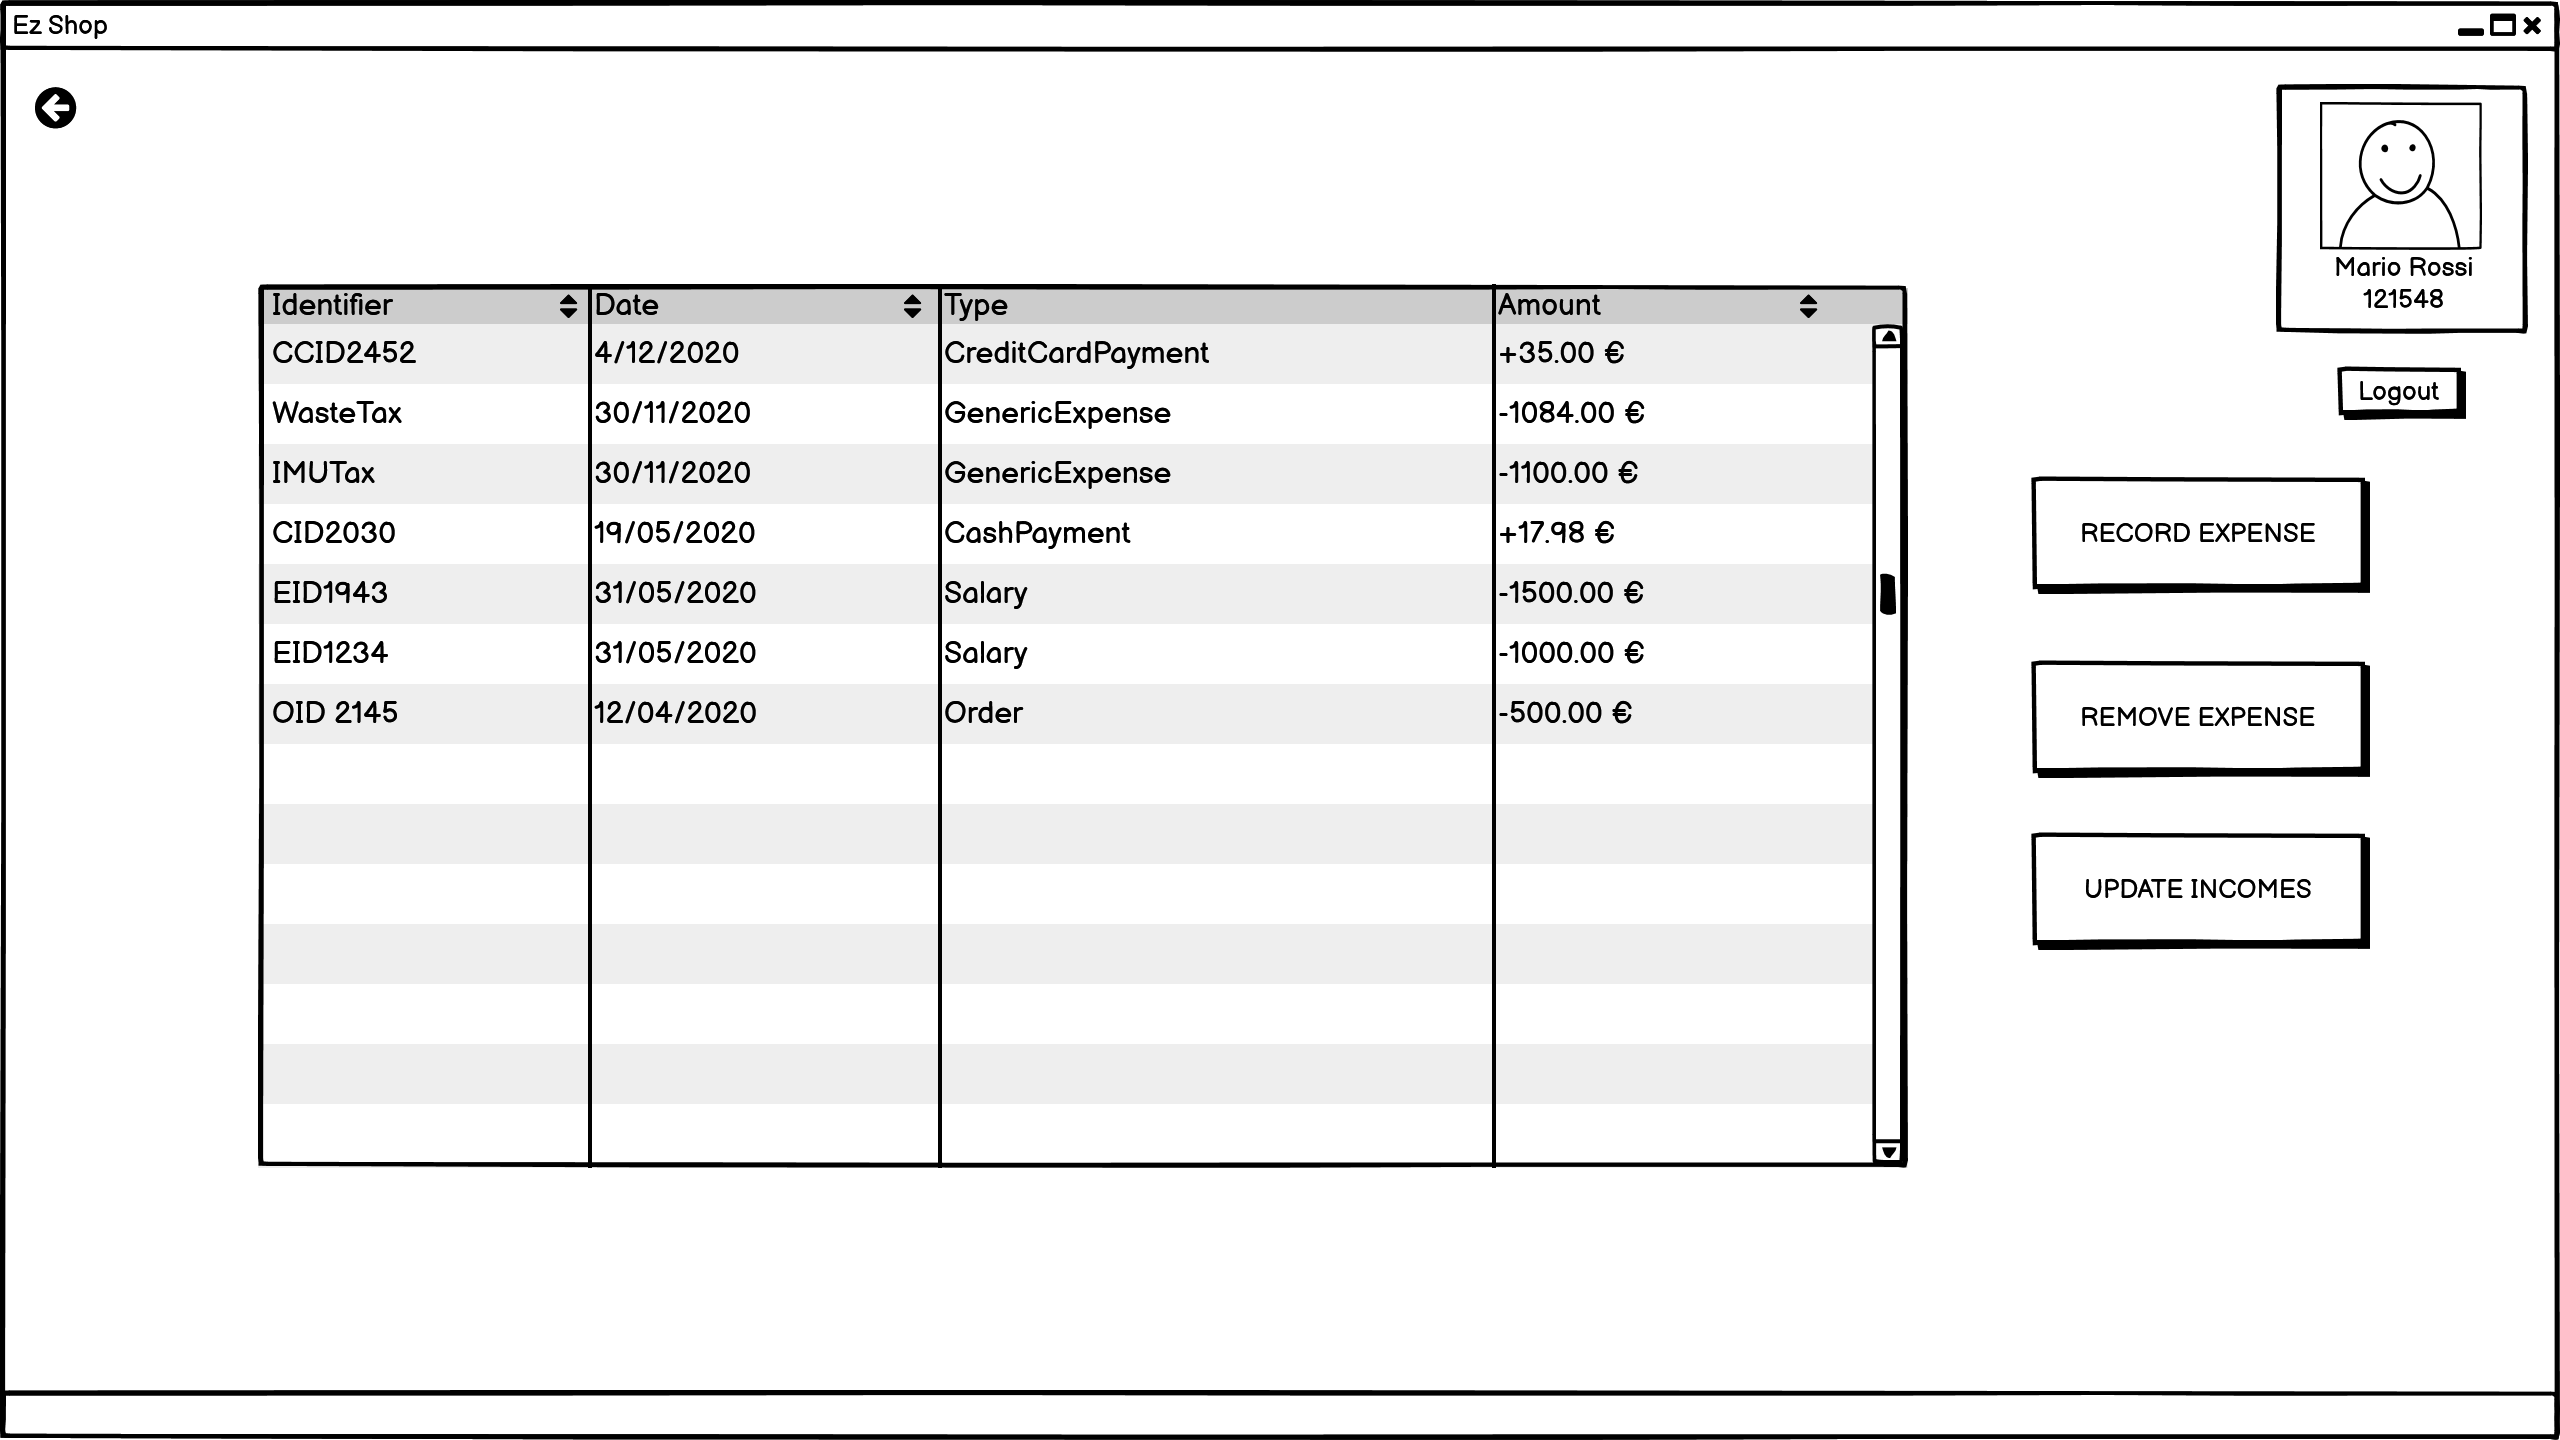 Ez Shop
Mario Rossi
121548
Logout
Identifier Date Type Amount
CCID2452 4/12/2020 CreditCardPayment +35.00 €
WasteTax 30/11/2020 GenericExpense -1084.00 €
IMUTax 30/11/2020 GenericExpense -1100.00 €
CID2030 19/05/2020 CashPayment +17.98 €
EID1943 31/05/2020 Salary -1500.00 €
EID1234 31/05/2020 Salary -1000.00 €
OID 2145 12/04/2020 Order -500.00 €
RECORD EXPENSE
REMOVE EXPENSE
UPDATE INCOMES